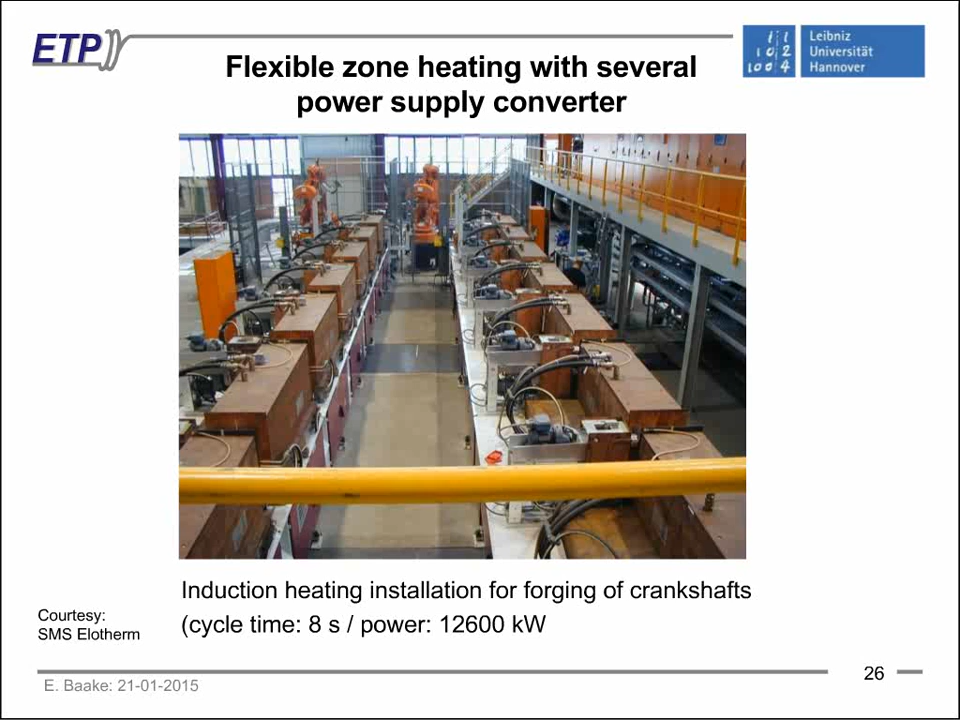 ETP
Leibniz
Universität
Hannover
Flexible zone heating with several
power supply converter
Induction heating installation for forging of crankshafts
(cycle time: 8 s / power: 12600 kW
Courtesy:
SMS Elotherm
26
E. Baake: 21-01-2015